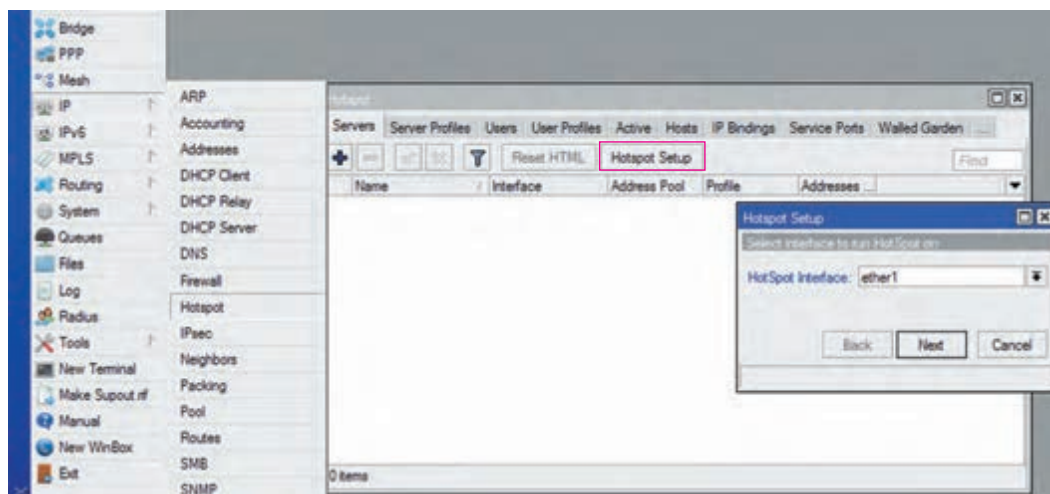 Bridge
PPP
Mesh
IP
IPv6
MPLS
Routing
System
Queues
Files
Log
Radius
Tools
New Terminal
Make Supout.rif
Manual
New WinBox
Exit
ARP
Accounting
Addresses
DHCP Client
DHCP Relay
DHCP Server
DNS
Firewall
Hotspot
IPsec
Neighbors
Packing
Pool
Routes
SMB
SNMP
Hotspot
Servers Server Profiles Users User Profiles Active Hosts IP Bindings Service Ports Walled Garden ...
Reset HTML Hotspot Setup Find
Name Interface Address Pool Profile Addresses ...
0 items
Hotspot Setup
Select interface to run HotSpot on
HotSpot Interface: ether1
Back Next Cancel